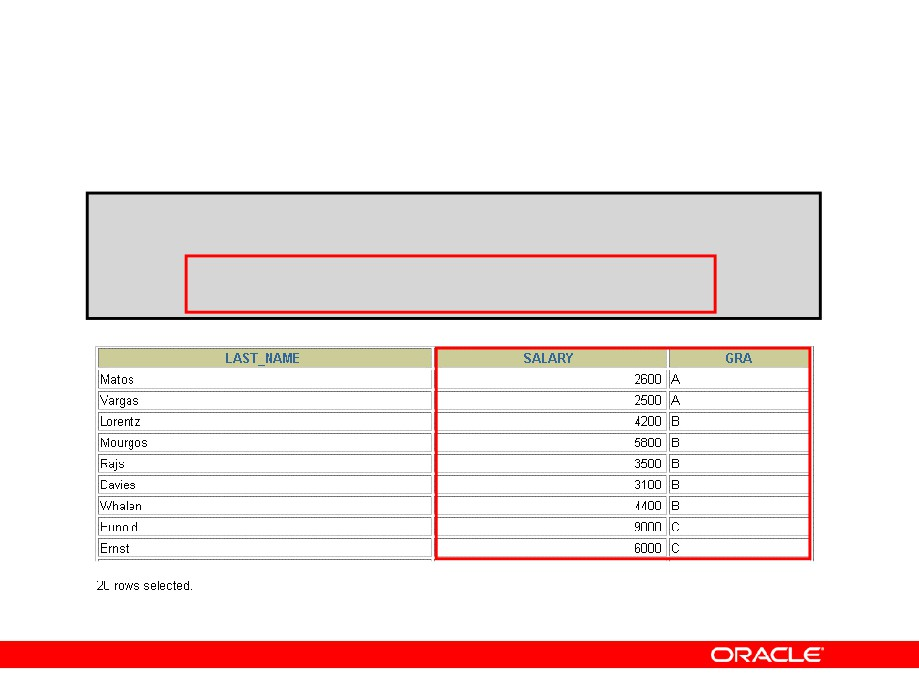 LAST_NAME SALARY GRA
Matos 2600 A
Vargas 2500 A
Lorentz 4200 B
Mourgos 5800 B
Rajs 3500 B
Davies 3100 B
Whalen 4400 B
Hunold 9000 C
Ernst 6000 C
20 rows selected.
ORACLE